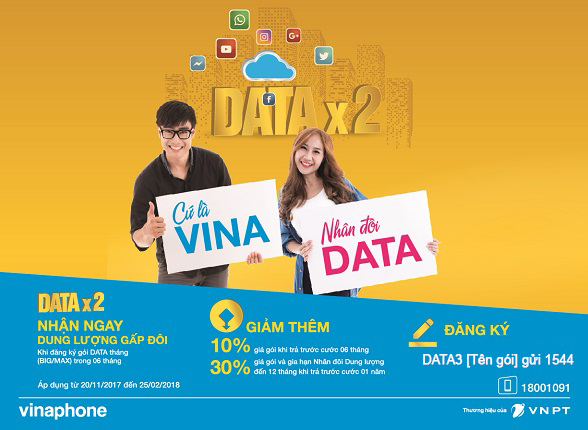 DATA x 2
Cứ là
VINA
Nhân đôi
DATA
DATA x 2
NHẬN NGAY
DUNG LƯỢNG GẤP ĐÔI
Khi đăng ký gói DATA tháng
(BIG/MAX) trong 06 tháng
Áp dụng từ 20/11/2017 đến 25/02/2018
GIẢM THÊM
10% giá gói khi trả trước cước 06 tháng
30% giá gói và gia hạn Nhân đôi Dung lượng
đến 12 tháng khi trả trước cước 01 năm
ĐĂNG KÝ
DATA3 [Tên gói] gửi 1544
18001091
vinaphone
Thương hiệu của VNPT